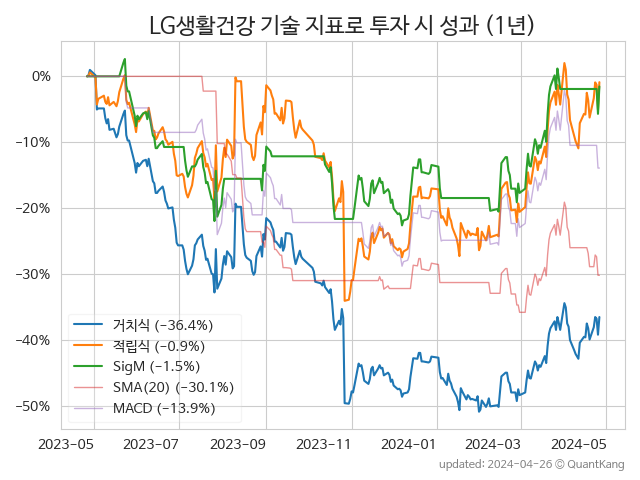 LG생활건강 기술 지표로 투자 시 성과 (1년)
0%
−10%
−20%
−30%
−40%
−50%
거치식 (−36.4%)
적립식 (−0.9%)
SigM (−1.5%)
SMA(20) (−30.1%)
MACD (−13.9%)
2023−05
2023−07
2023−09
2023−11
2024−01
2024−03
2024−05
updated: 2024−04−26 © QuantKang